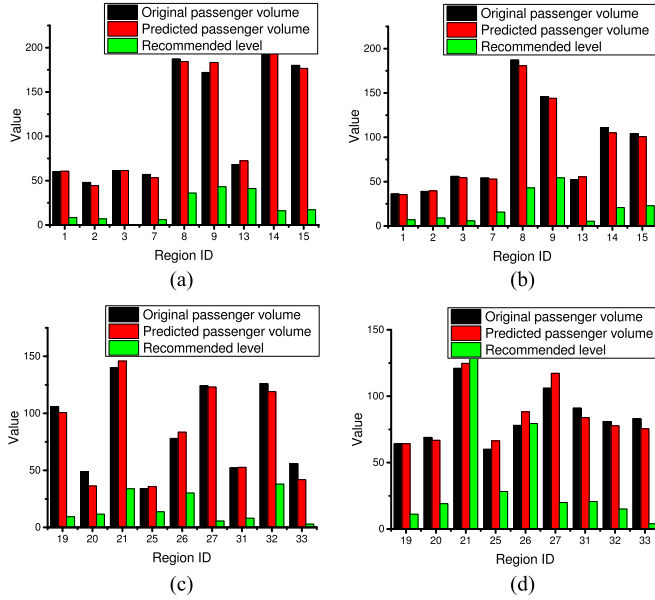 Original passenger volume
Predicted passenger volume
Recommended level
200
150
100
50
0
Value
1 2 3 7 8 9 13 14 15
Region ID
(a)
Original passenger volume
Predicted passenger volume
Recommended level
200
150
100
50
0
Value
1 2 3 7 8 9 13 14 15
Region ID
(b)
Original passenger volume
Predicted passenger volume
Recommended level
150
100
50
0
Value
19 20 21 25 26 27 31 32 33
Region ID
(c)
Original passenger volume
Predicted passenger volume
Recommended level
150
100
50
0
Value
19 20 21 25 26 27 31 32 33
Region ID
(d)